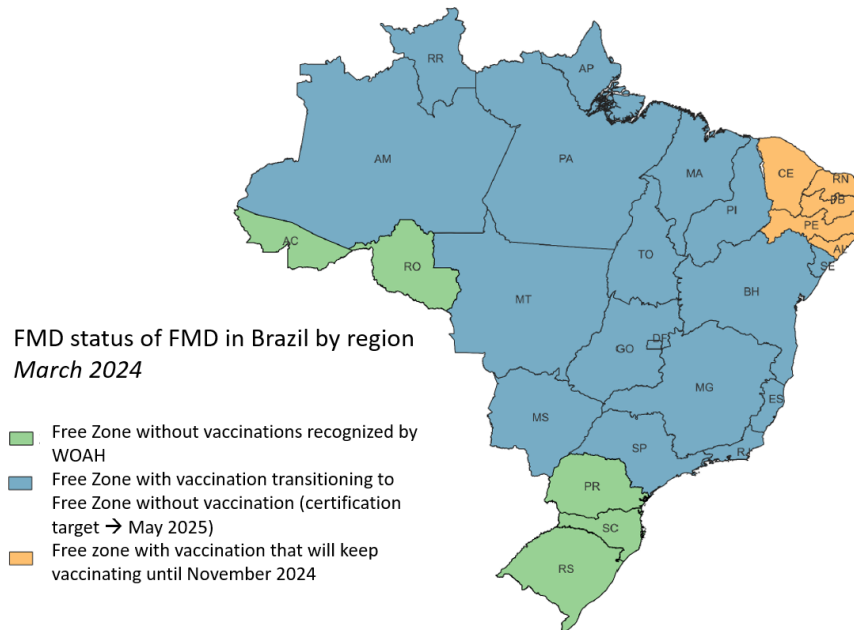 RR
AP
AM
PA
MA
CE
RN
PB
PI
PE
AL
SE
AC
RO
TO
BH
MT
FMD status of FMD in Brazil by region
March 2024
DF
GO
MG
ES
MS
SP
RJ
Free Zone without vaccinations recognized by
WOAH
Free Zone with vaccination transitioning to
Free Zone without vaccination (certification
target → May 2025)
Free zone with vaccination that will keep
vaccinating until November 2024
PR
SC
RS